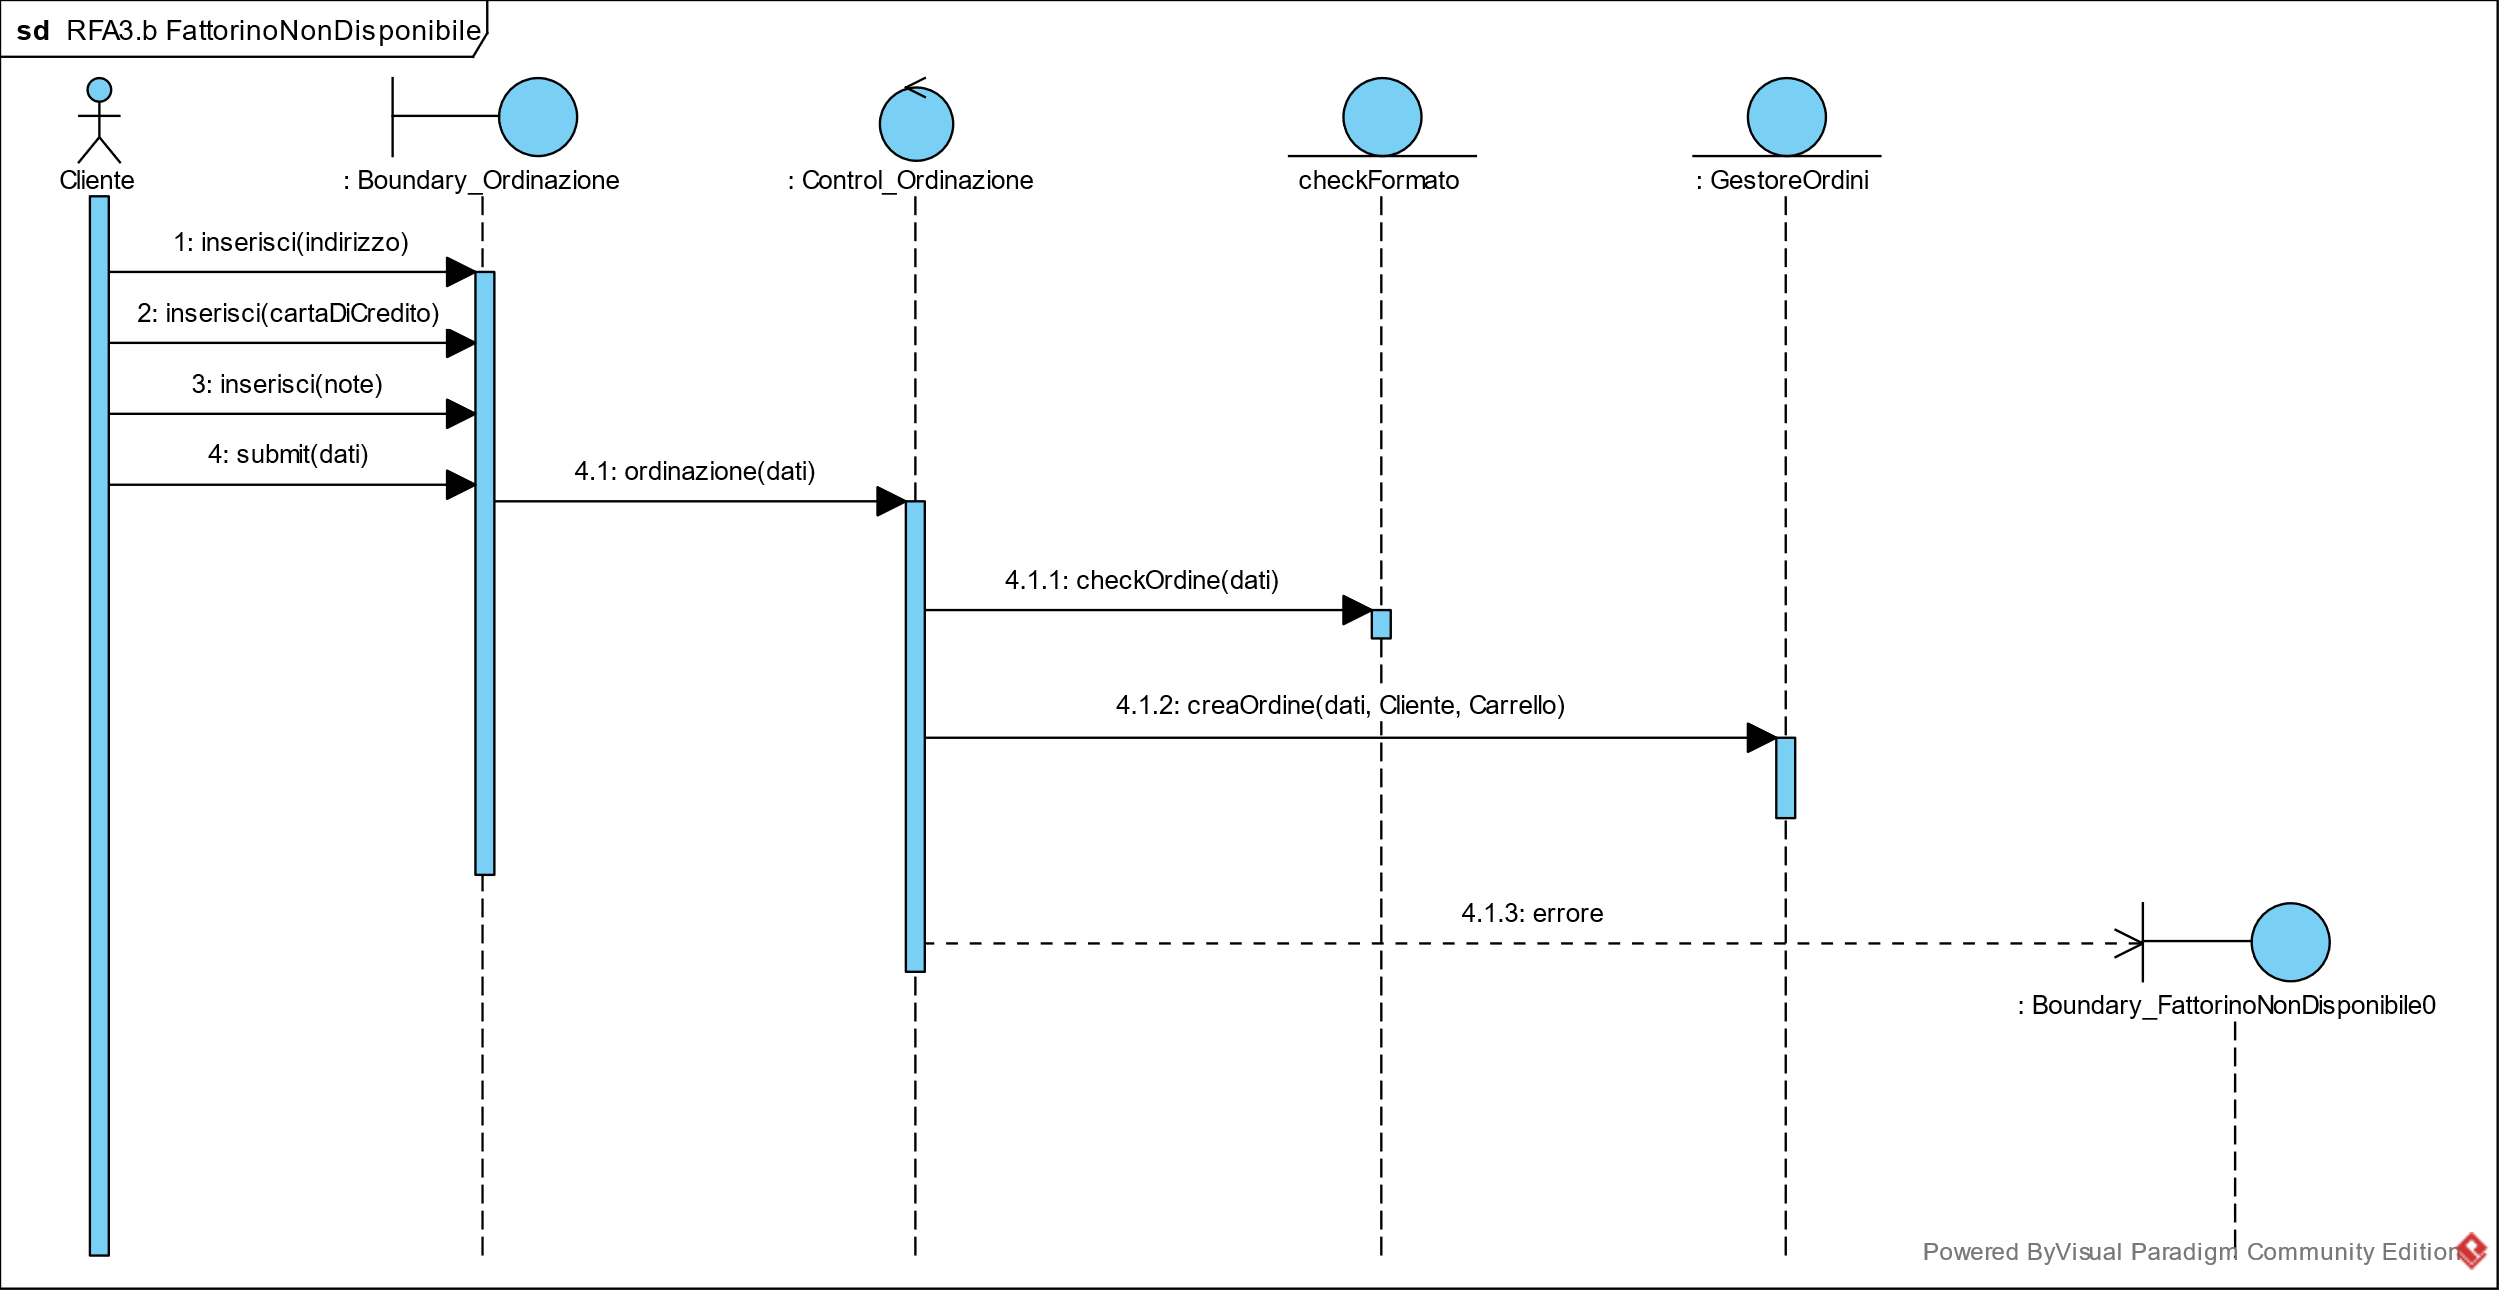 sd RFA3.b FattorinoNonDisponibile
Cliente
: Boundary_Ordinazione
: Control_Ordinazione
checkFormato
: GestoreOrdini
1: inserisci(indirizzo)
2: inserisci(cartaDiCredito)
3: inserisci(note)
4: submit(dati)
4.1: ordinazione(dati)
4.1.1: checkOrdine(dati)
4.1.2: creaOrdine(dati, Cliente, Carrello)
4.1.3: errore
: Boundary_FattorinoNonDisponibile0
Powered ByVisual Paradigm Community Edition